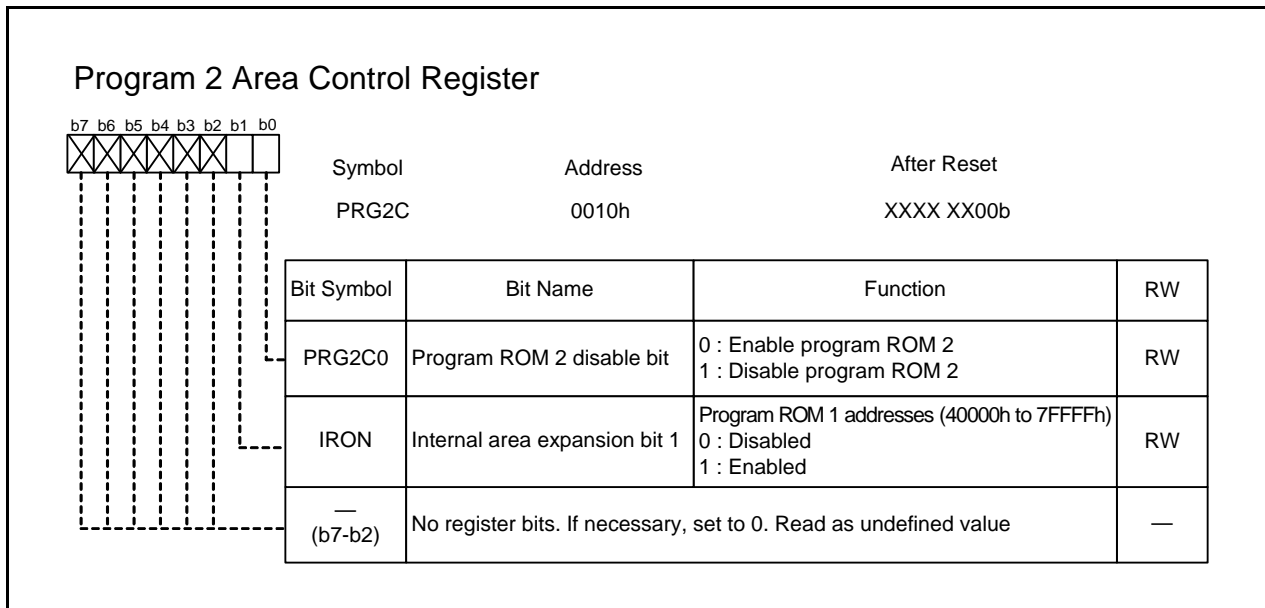 Program 2 Area Control Register
b7 b6 b5 b4 b3 b2 b1 b0
Symbol Address After Reset
PRG2C 0010h XXXX XX00b
Bit Symbol Bit Name Function RW
PRG2C0 Program ROM 2 disable bit 0 : Enable program ROM 2
1 : Disable program ROM 2 RW
IRON Internal area expansion bit 1 Program ROM 1 addresses (40000h to 7FFFFh)
0 : Disabled
1 : Enabled RW
—
(b7-b2) No register bits. If necessary, set to 0. Read as undefined value —